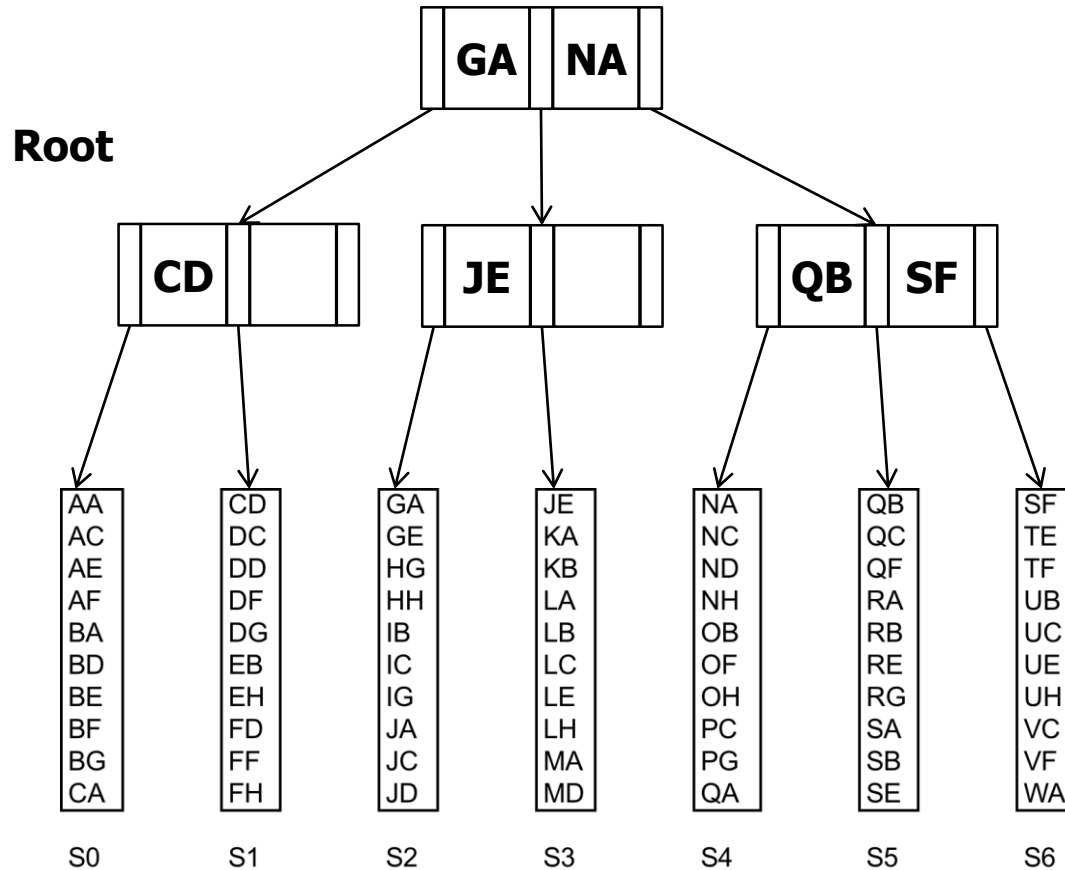 GA NA
Root
CD
JE
QB SF
AA
AC
AE
AF
BA
BD
BE
BF
BG
CA
CD
DC
DD
DF
DG
EB
EH
FD
FF
FH
GA
GE
HG
HH
IB
IC
IG
JA
JC
JD
JE
KA
KB
LA
LB
LC
LE
LH
MA
MD
NA
NC
ND
NH
OB
OF
OH
PC
PG
QA
QB
QC
QF
RA
RB
RE
RG
SA
SB
SE
SF
TE
TF
UB
UC
UE
UH
VC
VF
WA
S0 S1 S2 S3 S4 S5 S6